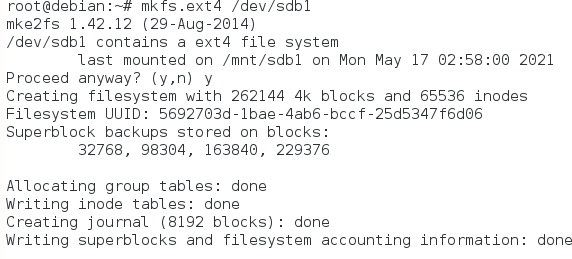 root@debian:~# mkfs.ext4 /dev/sdb1
mke2fs 1.42.12 (29-Aug-2014)
/dev/sdb1 contains a ext4 file system
        last mounted on /mnt/sdb1 on Mon May 17 02:58:00 2021
Proceed anyway? (y,n) y
Creating filesystem with 262144 4k blocks and 65536 inodes
Filesystem UUID: 5692703d-1bae-4ab6-bccf-25d5347f6d06
Superblock backups stored on blocks:
        32768, 98304, 163840, 229376
Allocating group tables: done
Writing inode tables: done
Creating journal (8192 blocks): done
Writing superblocks and filesystem accounting information: done